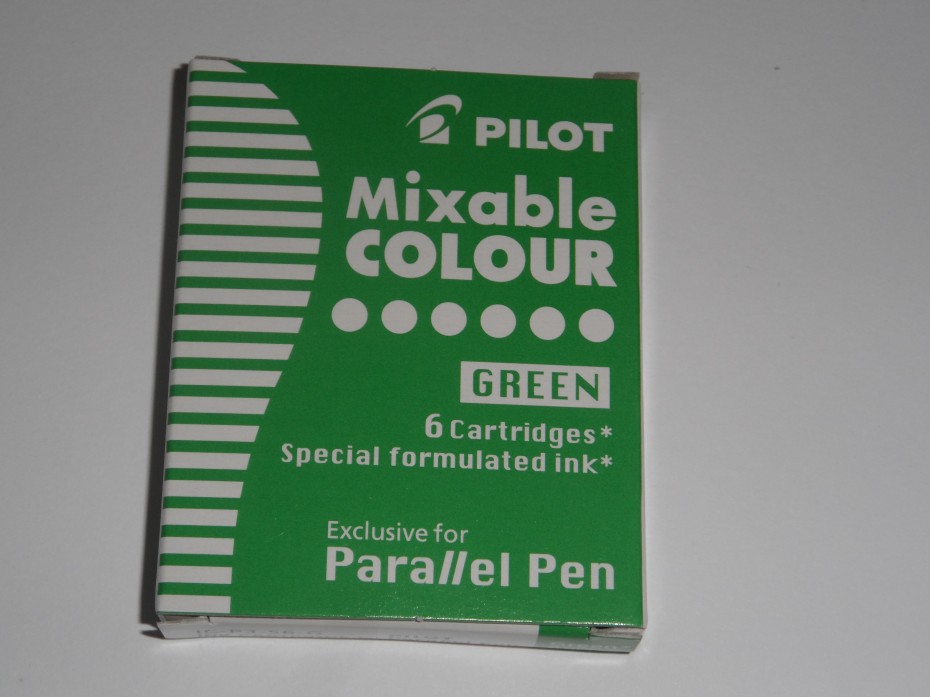 PILOT
Mixable
COLOUR
GREEN
6 Cartridges*
Special formulated ink*
Exclusive for
Parallel Pen